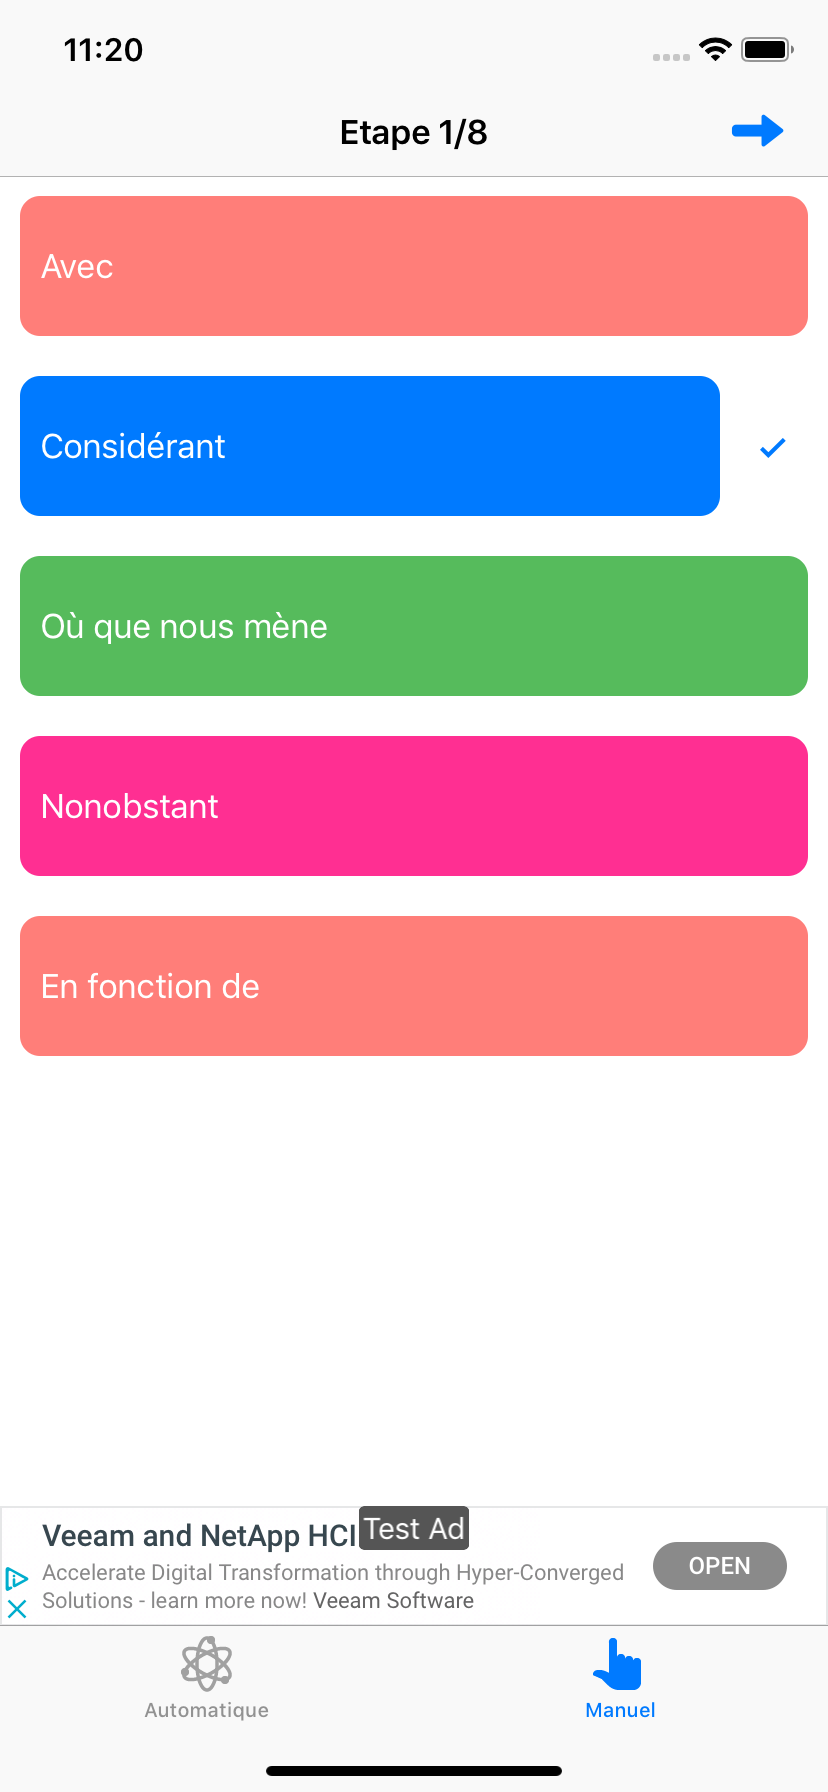 11:20
Etape 1/8
Avec
Considérant
Où que nous mène
Nonobstant
En fonction de
Veeam and NetApp HCI
Test Ad
Accelerate Digital Transformation through Hyper-Converged
Solutions - learn more now! Veeam Software
OPEN
Automatique
Manuel